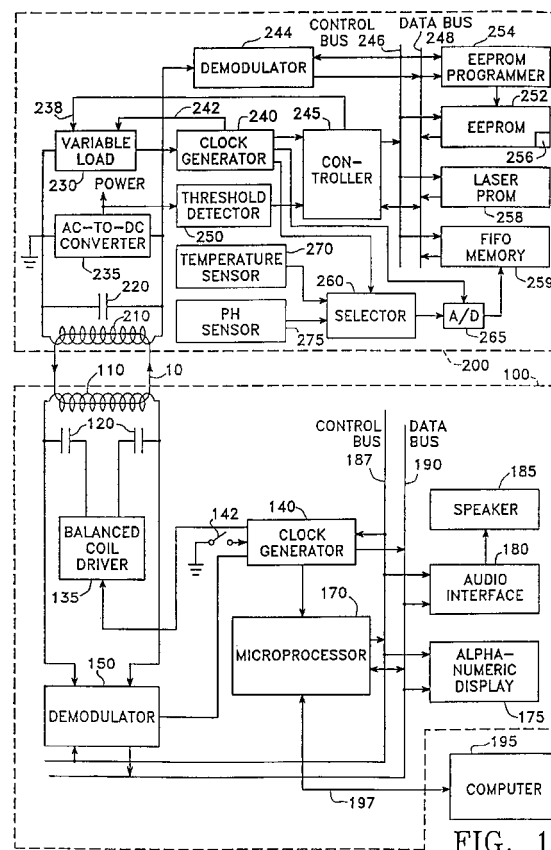 CONTROL
BUS
DATA BUS
244
246
248
254
DEMODULATOR
EEPROM
PROGRAMMER
238
242
240
245
252
VARIABLE
LOAD
CLOCK
GENERATOR
CON-
TROLLER
EEPROM
256
230
POWER
LASER
PROM
258
AC-TO-DC
CONVERTER
THRESHOLD
DETECTOR
250
270
235
TEMPERATURE
SENSOR
260
FIFO
MEMORY
259
220
PH
SENSOR
SELECTOR
A/D
210
275
265
200
110
10
100
120
CONTROL
BUS
187
DATA
BUS
190
185
SPEAKER
142
140
BALANCED
COIL
DRIVER
CLOCK
GENERATOR
180
135
AUDIO
INTERFACE
170
150
MICROPROCESSOR
ALPHA-
NUMERIC
DISPLAY
DEMODULATOR
175
195
COMPUTER
197
FIG. 1